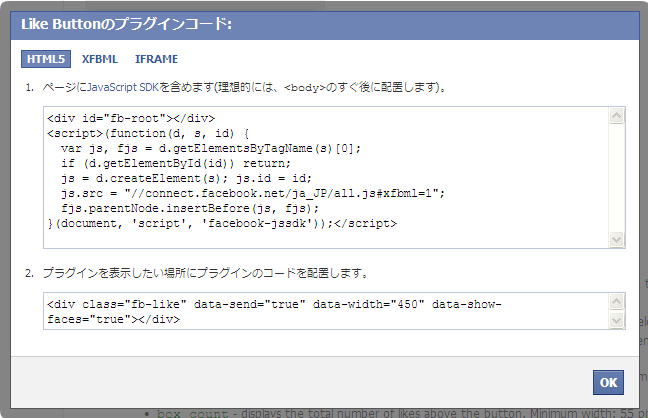 Like Buttonのプラグインコード:
HTML5 XFBML IFRAME
1. ページにJavaScript SDKを含めます(理想的には、<body>のすぐ後に配置します)。
<div id="fb-root"></div>
<script>(function(d, s, id) {
  var js, fjs = d.getElementsByTagName(s)[0];
  if (d.getElementById(id)) return;
  js = d.createElement(s); js.id = id;
  js.src = "//connect.facebook.net/ja_JP/all.js#xfbml=1";
  fjs.parentNode.insertBefore(js, fjs);
}(document, 'script', 'facebook-jssdk'));</script>
2. プラグインを表示したい場所にプラグインのコードを配置します。
<div class="fb-like" data-send="true" data-width="450" data-show-
faces="true"></div>
OK
• box_count - displays the total number of likes above the button. Minimum width: 55